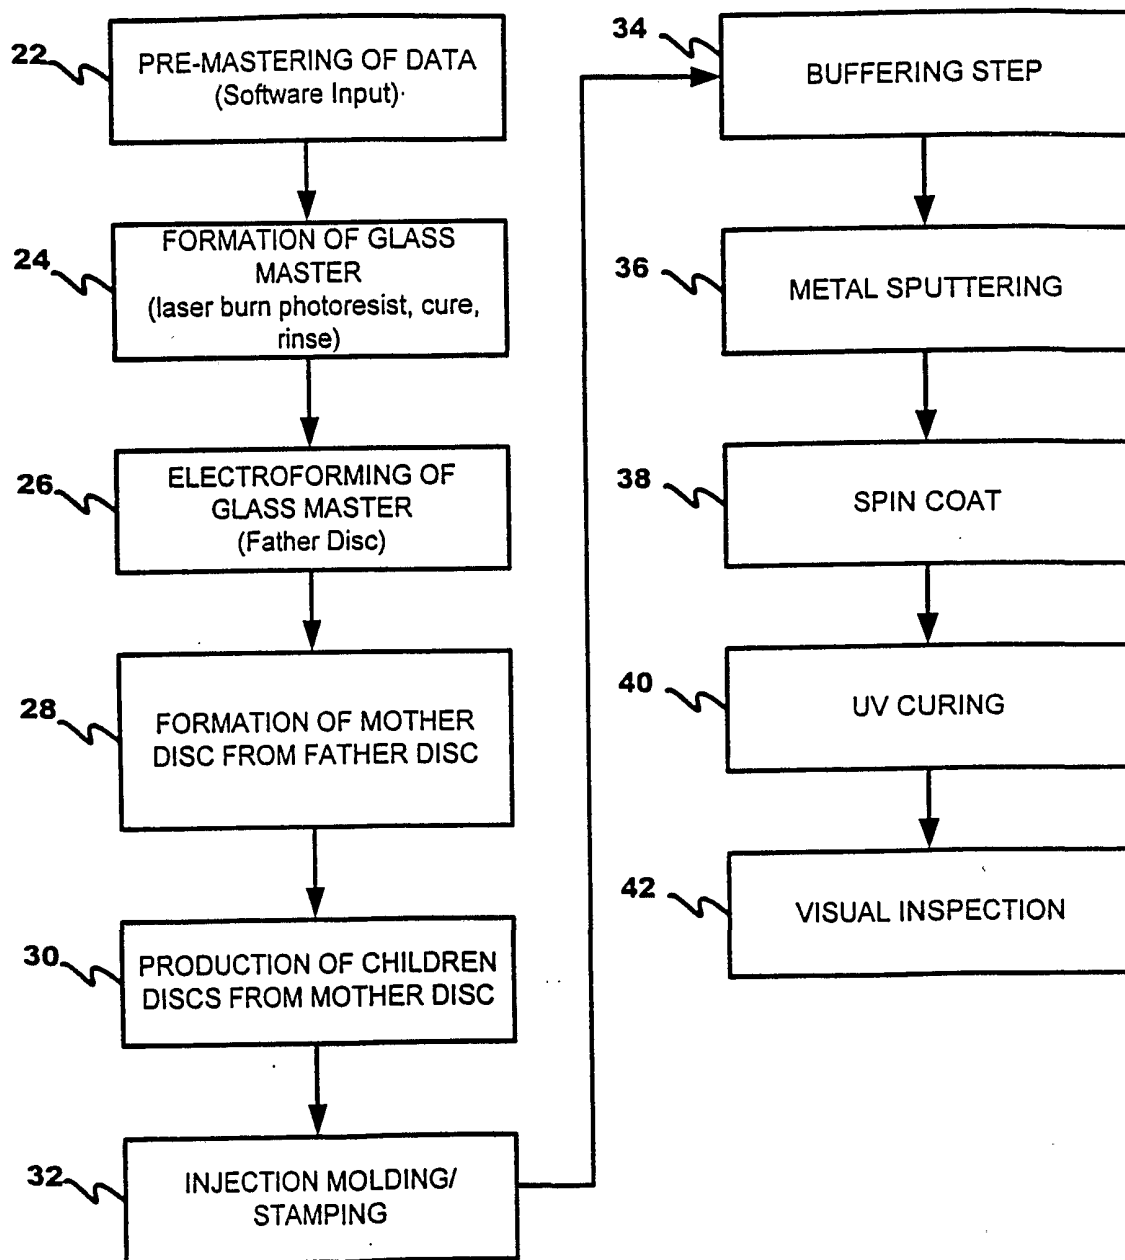 22
PRE-MASTERING OF DATA
(Software Input)
24
FORMATION OF GLASS
MASTER
(laser burn photoresist, cure,
rinse)
26
ELECTROFORMING OF
GLASS MASTER
(Father Disc)
28
FORMATION OF MOTHER
DISC FROM FATHER DISC
30
PRODUCTION OF CHILDREN
DISCS FROM MOTHER DISC
32
INJECTION MOLDING/
STAMPING
34
BUFFERING STEP
36
METAL SPUTTERING
38
SPIN COAT
40
UV CURING
42
VISUAL INSPECTION